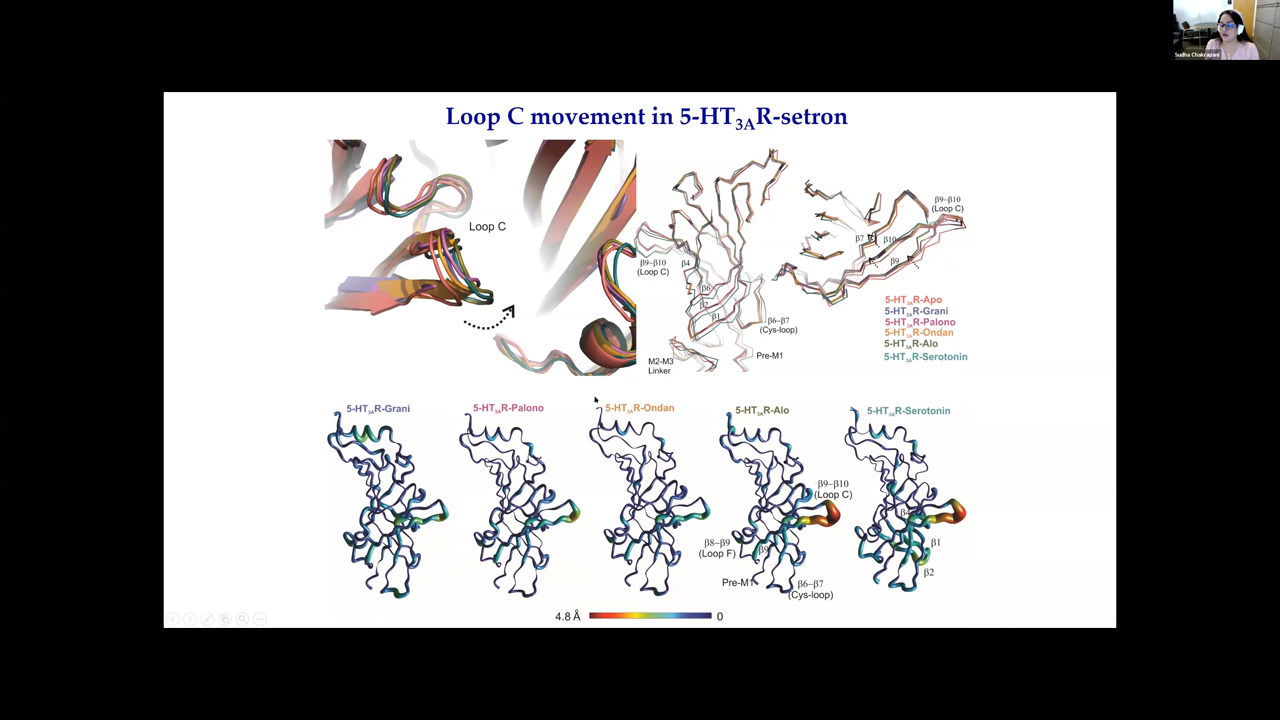 Sudha Chakrapani
Loop C movement in 5-HT3AR-setron
Loop C
β9–β10
(Loop C)
β4
β6
β2
β1
β6–β7
(Cys-loop)
M2-M3
Linker
Pre-M1
β9–β10
(Loop C)
β7
β10
β9
5-HT3AR-Apo
5-HT3AR-Grani
5-HT3AR-Palono
5-HT3AR-Ondan
5-HT3AR-Alo
5-HT3AR-Serotonin
5-HT3AR-Grani
5-HT3AR-Palono
5-HT3AR-Ondan
5-HT3AR-Alo
5-HT3AR-Serotonin
β9–β10
(Loop C)
β8–β9
(Loop F)
β9
Pre-M1
β6–β7
(Cys-loop)
β4
β1
β2
4.8 Å
0